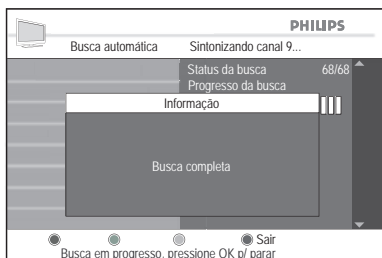 PHILIPS
Busca automática Sintonizando canal 9...
Status da busca 68/68
Progresso da busca
Informação
Busca completa
Sair
Busca em progresso, pressione OK p/ parar